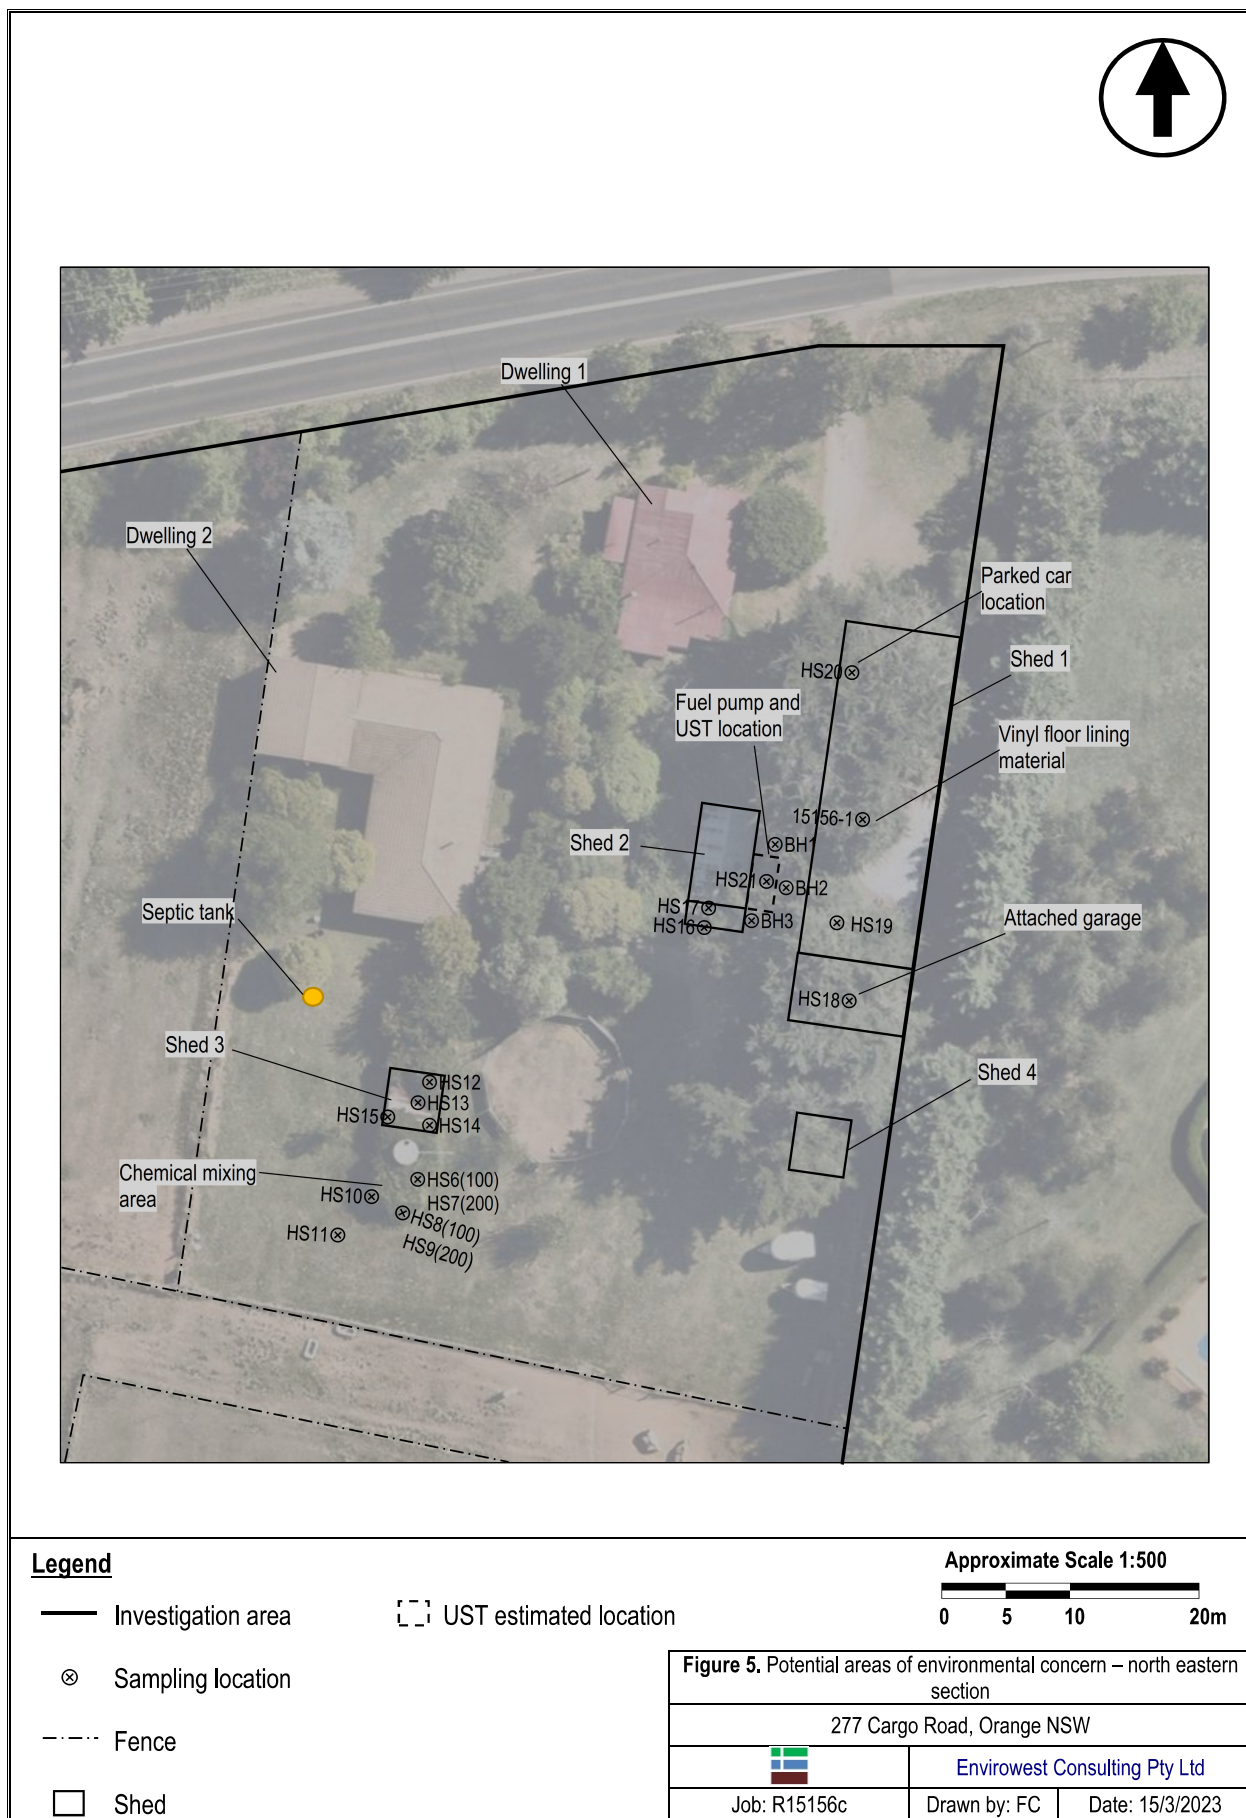 Dwelling 1
Dwelling 2
Parked car
location
HS20
Shed 1
Fuel pump and
UST location
Vinyl floor lining
material
15156-1
Shed 2
BH1
HS21
BH2
HS17
HS16
BH3
HS19
Septic tank
Attached garage
HS18
Shed 3
HS12
HS13
HS15
HS14
Shed 4
Chemical mixing
area
HS6(100)
HS7(200)
HS10
HS8(100)
HS9(200)
HS11
Legend
Investigation area
UST estimated location
Sampling location
Fence
Shed
Approximate Scale 1:500
0 5 10 20m
Figure 5. Potential areas of environmental concern – north eastern
section
277 Cargo Road, Orange NSW
Envirowest Consulting Pty Ltd
Job: R15156c
Drawn by: FC
Date: 15/3/2023